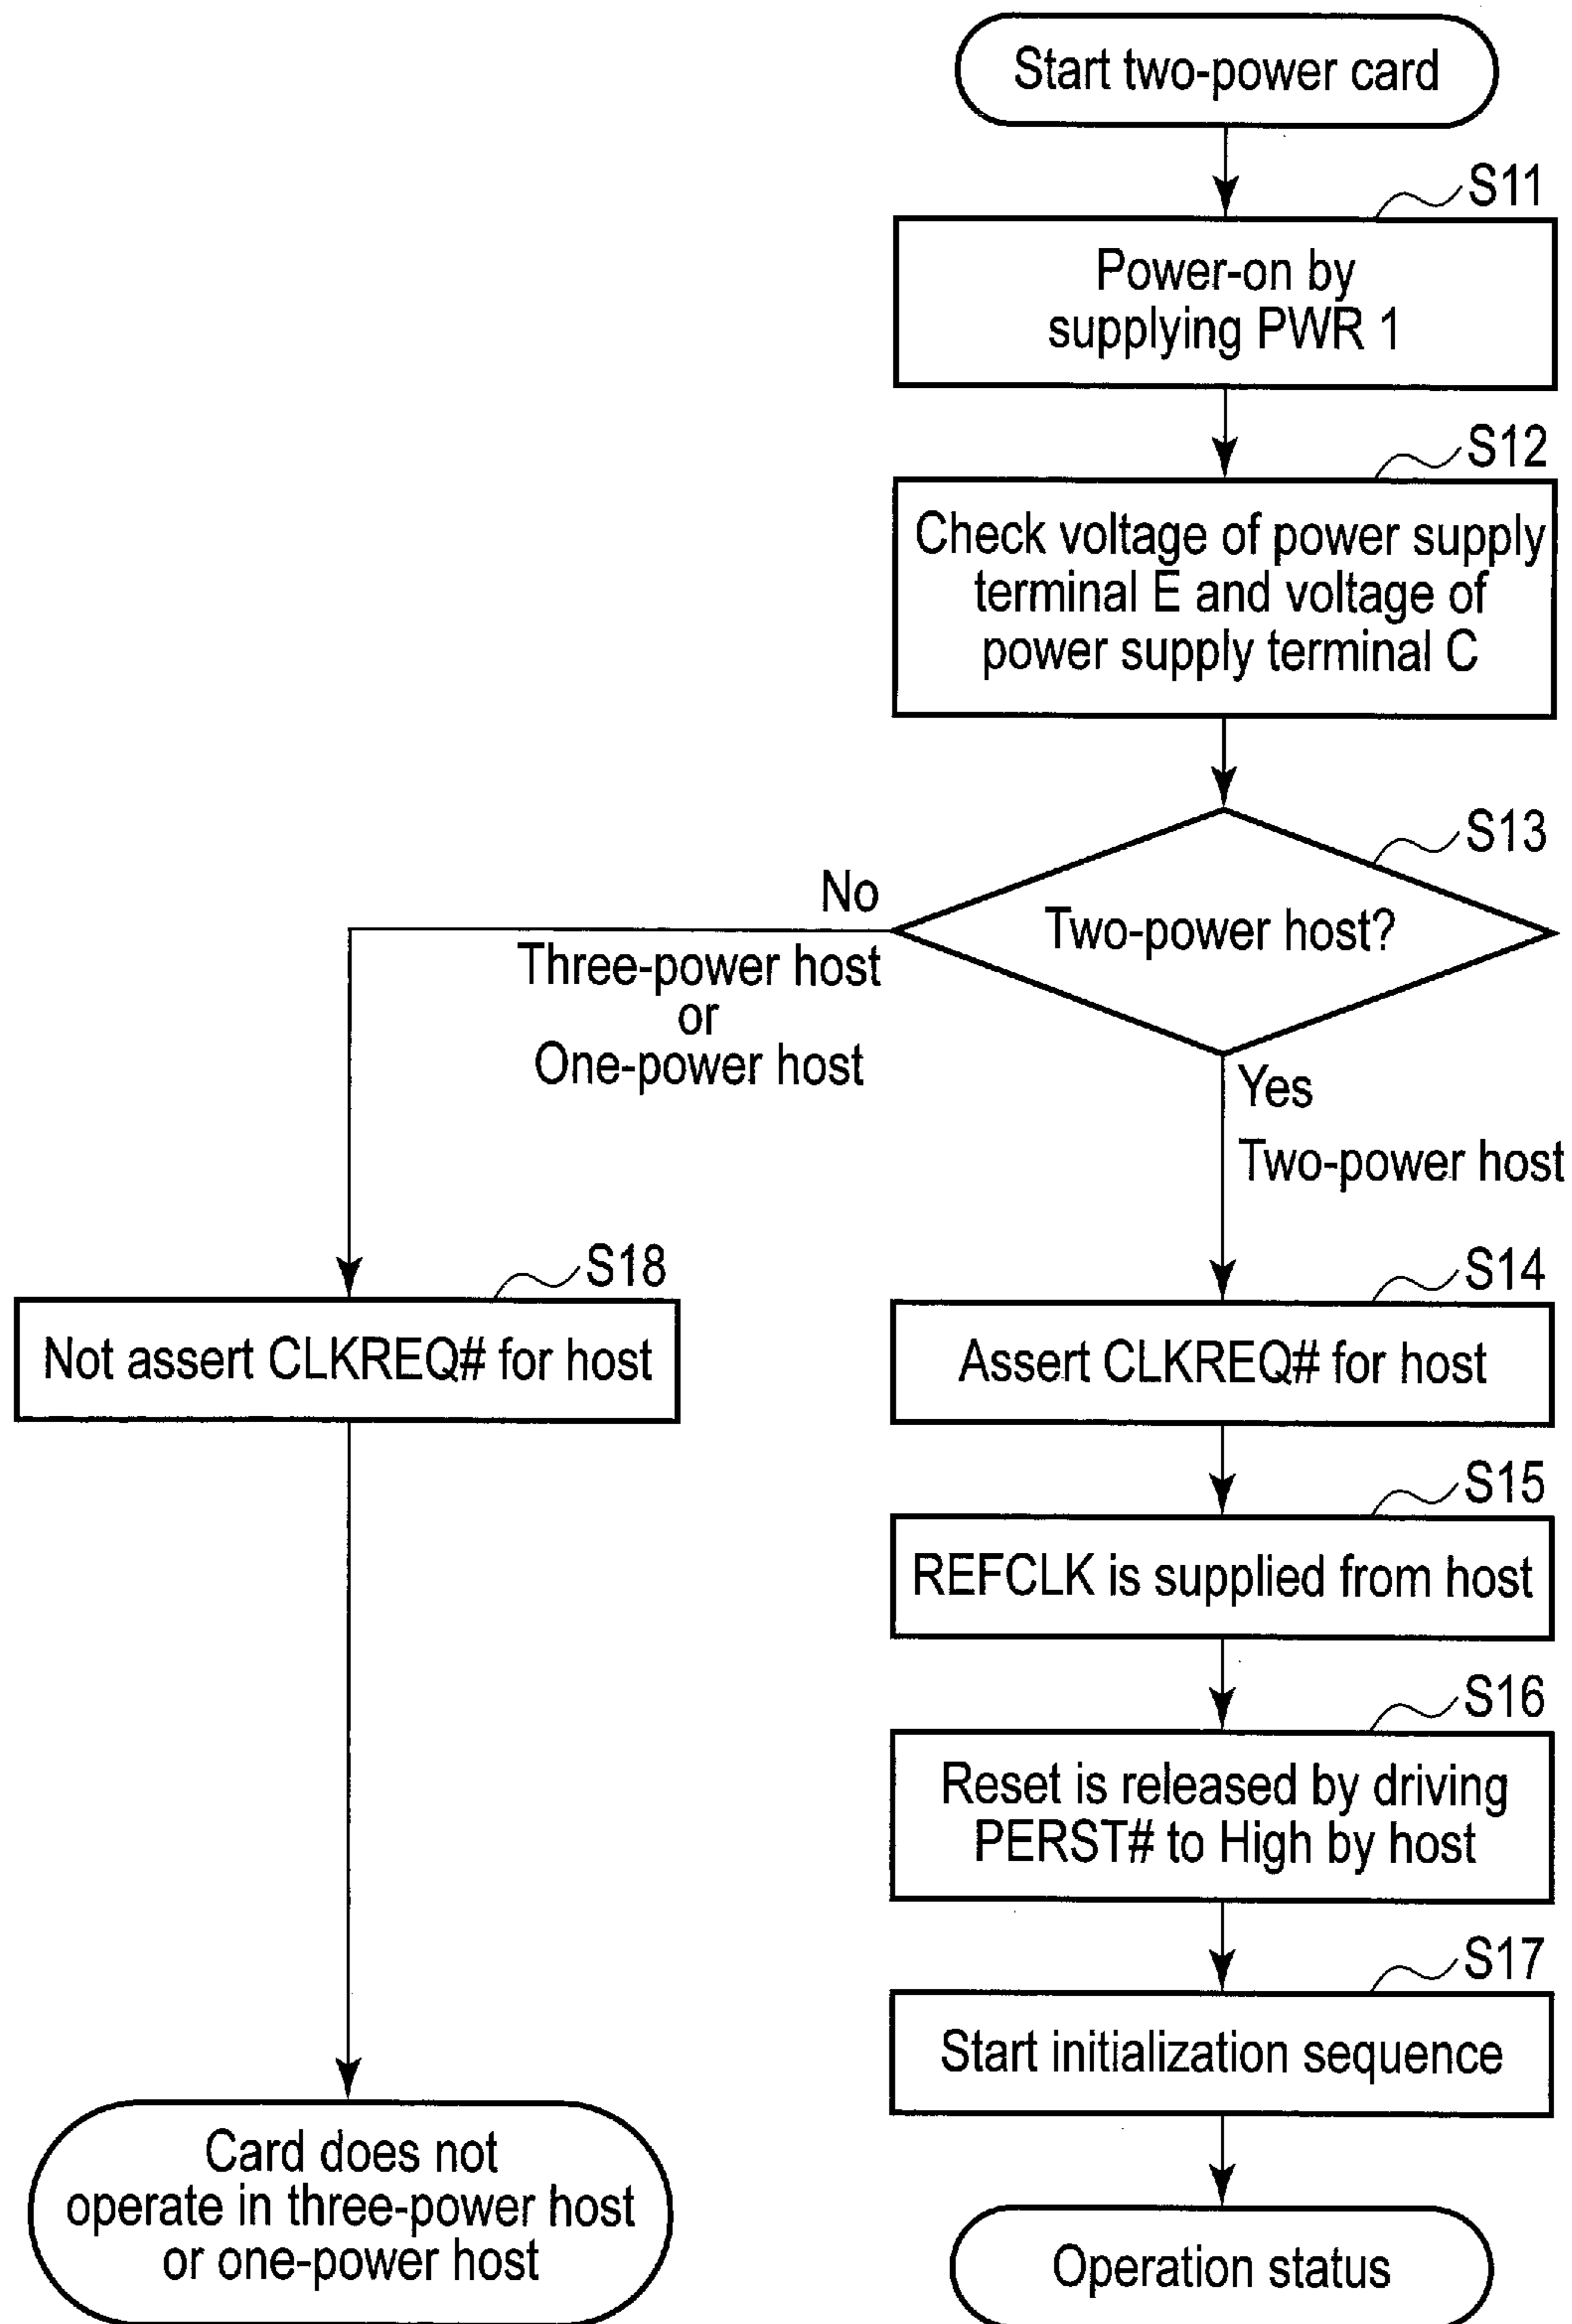 Start two-power card
S11
Power-on by
supplying PWR 1
S12
Check voltage of power supply
terminal E and voltage of
power supply terminal C
S13
Two-power host?
No
Three-power host
or
One-power host
Yes
Two-power host
S18
Not assert CLKREQ# for host
S14
Assert CLKREQ# for host
S15
REFCLK is supplied from host
S16
Reset is released by driving
PERST# to High by host
S17
Start initialization sequence
Card does not
operate in three-power host
or one-power host
Operation status